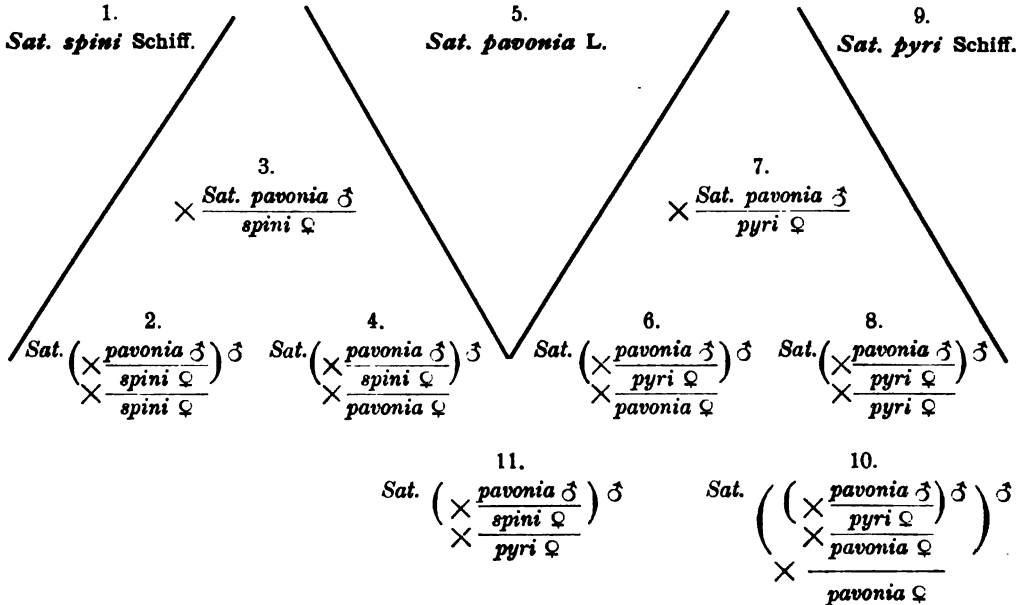 1.
Sat. spini Schiff.
5.
Sat. pavonia L.
9.
Sat. pyri Schiff.
3.
× Sat. pavonia ♂
spini ♀
7.
× Sat. pavonia ♂
pyri ♀
2.
Sat. ( × pavonia ♂ ) ♂
spini ♀
× spini ♀
4.
Sat. ( × pavonia ♂ ) ♂
spini ♀
× pavonia ♀
6.
Sat. ( × pavonia ♂ ) ♂
pyri ♀
× pavonia ♀
8.
Sat. ( × pavonia ♂ ) ♂
pyri ♀
× pyri ♀
11.
Sat. ( × pavonia ♂ ) ♂
spini ♀
× pyri ♀
10.
Sat. ( ( × pavonia ♂ ) ♂ ) ♂
pyri ♀
× pavonia ♀
× pavonia ♀